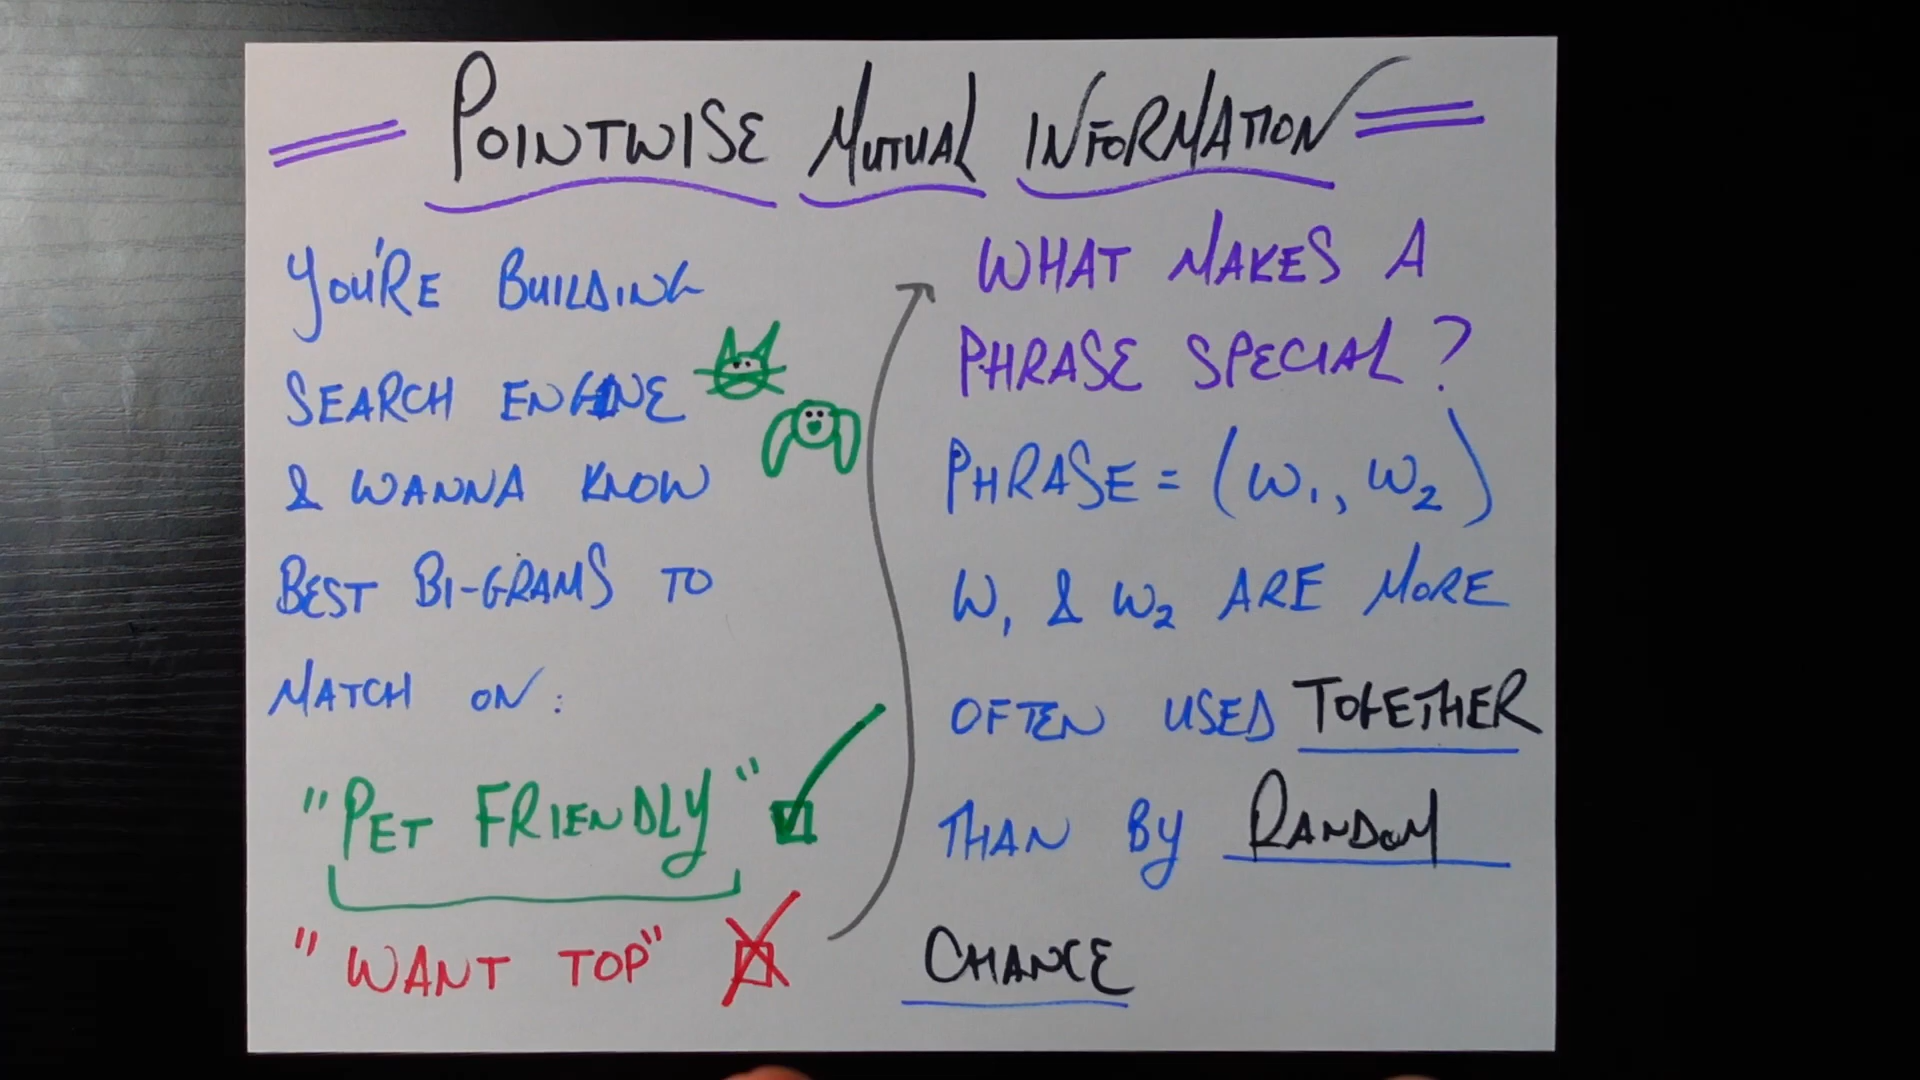 POINTWISE MUTUAL INFORMATION
YOU'RE BUILDING
SEARCH ENGINE
& WANNA KNOW
BEST BI-GRAMS TO
MATCH ON:
"PET FRIENDLY"
"WANT TOP"
WHAT MAKES A
PHRASE SPECIAL?
PHRASE = (W1, W2)
W1 & W2 ARE MORE
OFTEN USED TOGETHER
THAN BY RANDOM
CHANCE